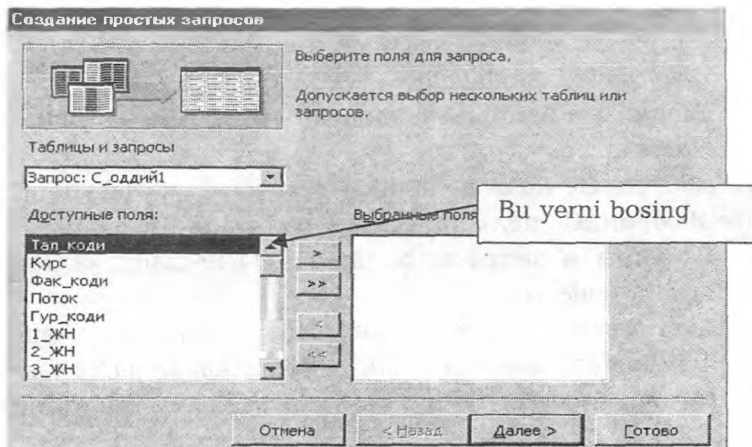 Создание простых запросов
Выберите поля для запроса.
Допускается выбор нескольких таблиц или
запросов.
Таблицы и запросы
Запрос: С_оддий1
Доступные поля:
Выбранные поля
Bu yerni bosing
Тал_коди
Курс
Фак_коди
Поток
Гур_коди
1_ЖН
2_ЖН
3_ЖН
>
>>
<
<<
Отмена
< Назад
Далее >
Готово